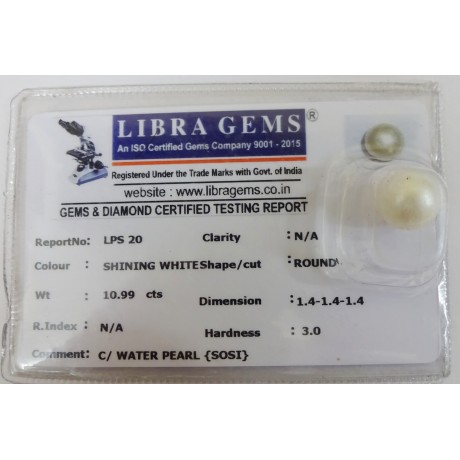 LIBRA GEMS ®
An ISO Certified Gems Company 9001 - 2015
Registered Under the Trade Marks with Govt. of India
website : www.libragems.co.in
GEMS & DIAMOND CERTIFIED TESTING REPORT
ReportNo: LPS 20 Clarity : N/A
Colour : SHINING WHITE Shape/cut : ROUND
Wt : 10.99 cts Dimension : 1.4-1.4-1.4
R.Index : N/A Hardness : 3.0
Comment: C/ WATER PEARL {SOSI}